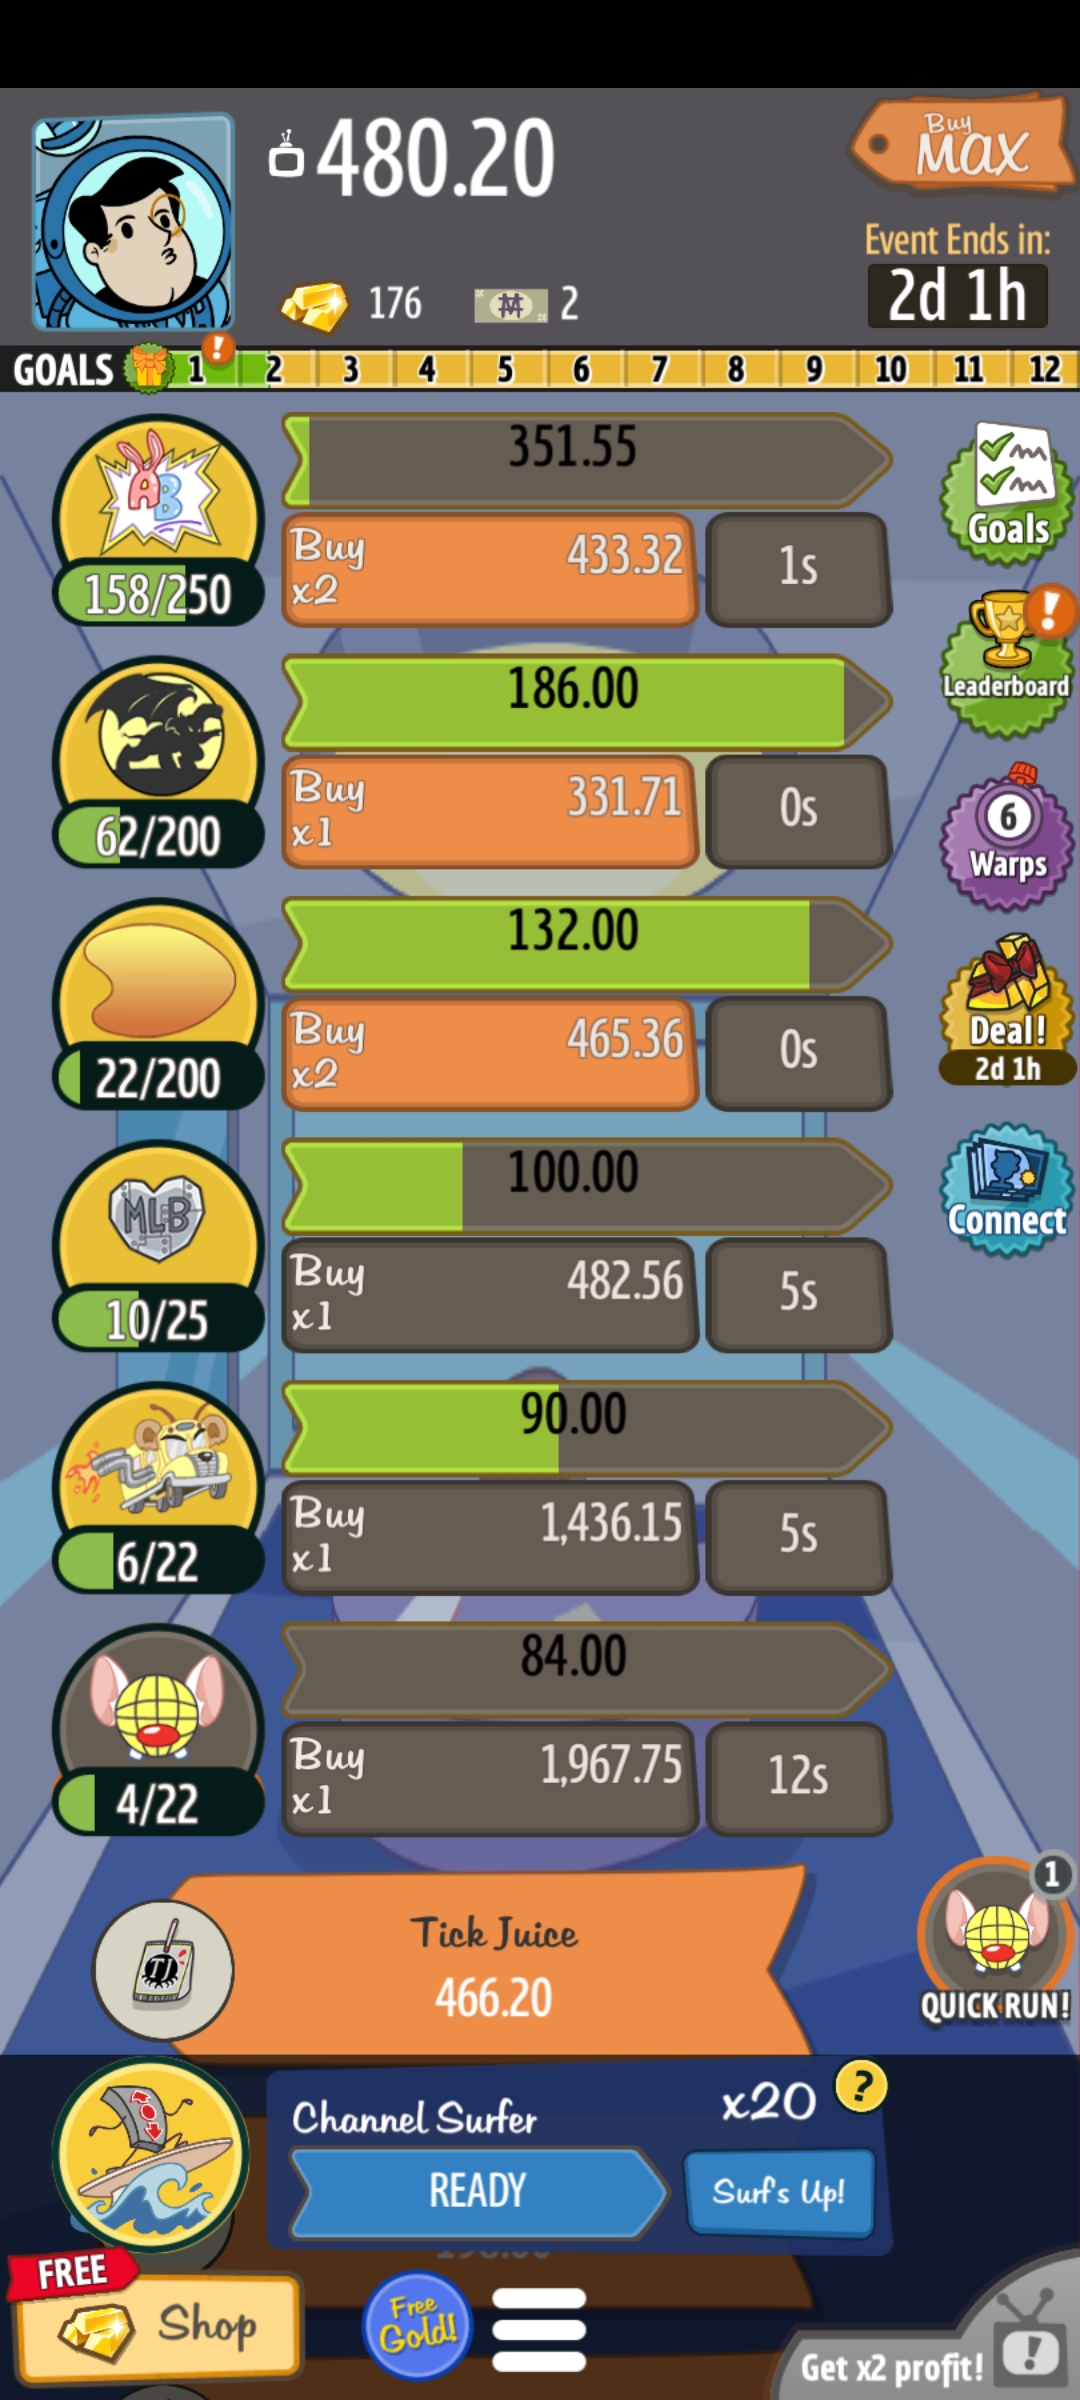 480.20
Buy
MAX
Event Ends in:
2d 1h
176
2
GOALS 1 ! 2 3 4 5 6 7 8 9 10 11 12
AB
351.55
158/250
Buy
x2
433.32
1s
Goals
186.00
62/200
Buy
x1
331.71
0s
!
Leaderboard
6
Warps
132.00
22/200
Buy
x2
465.36
0s
Deal!
2d 1h
MLB
100.00
10/25
Buy
x1
482.56
5s
Connect
90.00
6/22
Buy
x1
1,436.15
5s
84.00
4/22
Buy
x1
1,967.75
12s
TJ
Tick Juice
466.20
1
QUICK RUN!
Channel Surfer
x20
?
READY
Surf's Up!
FREE
Shop
Free
Gold!
Get x2 profit!
!